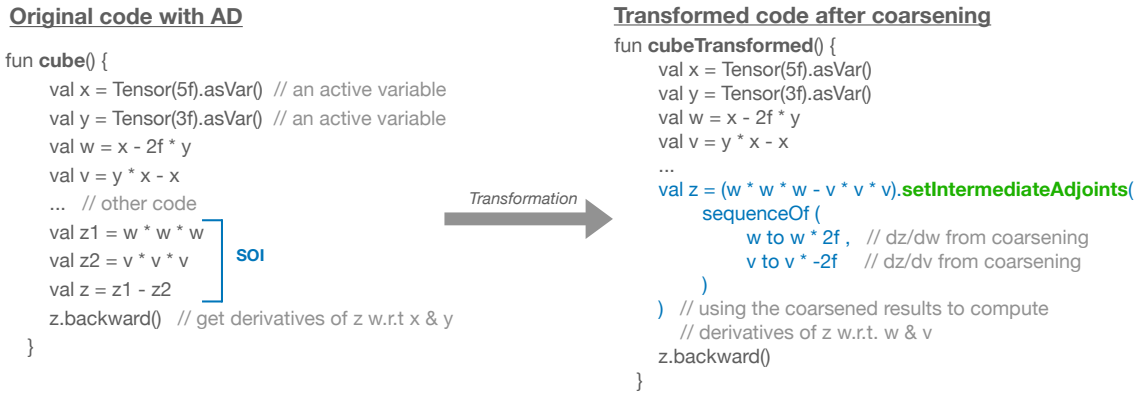 Original code with AD
fun cube() {
val x = Tensor(5f).asVar() // an active variable
val y = Tensor(3f).asVar() // an active variable
val w = x - 2f * y
val v = y * x - x
... // other code
val z1 = w * w * w
val z2 = v * v * v
val z = z1 - z2
SOI
z.backward() // get derivatives of z w.r.t x & y
}
Transformation
Transformed code after coarsening
fun cubeTransformed() {
val x = Tensor(5f).asVar()
val y = Tensor(3f).asVar()
val w = x - 2f * y
val v = y * x - x
...
val z = (w * w * w - v * v * v).setIntermediateAdjoints(
sequenceOf (
w to w * 2f , // dz/dw from coarsening
v to v * -2f // dz/dv from coarsening
)
) // using the coarsened results to compute
// derivatives of z w.r.t. w & v
z.backward()
}